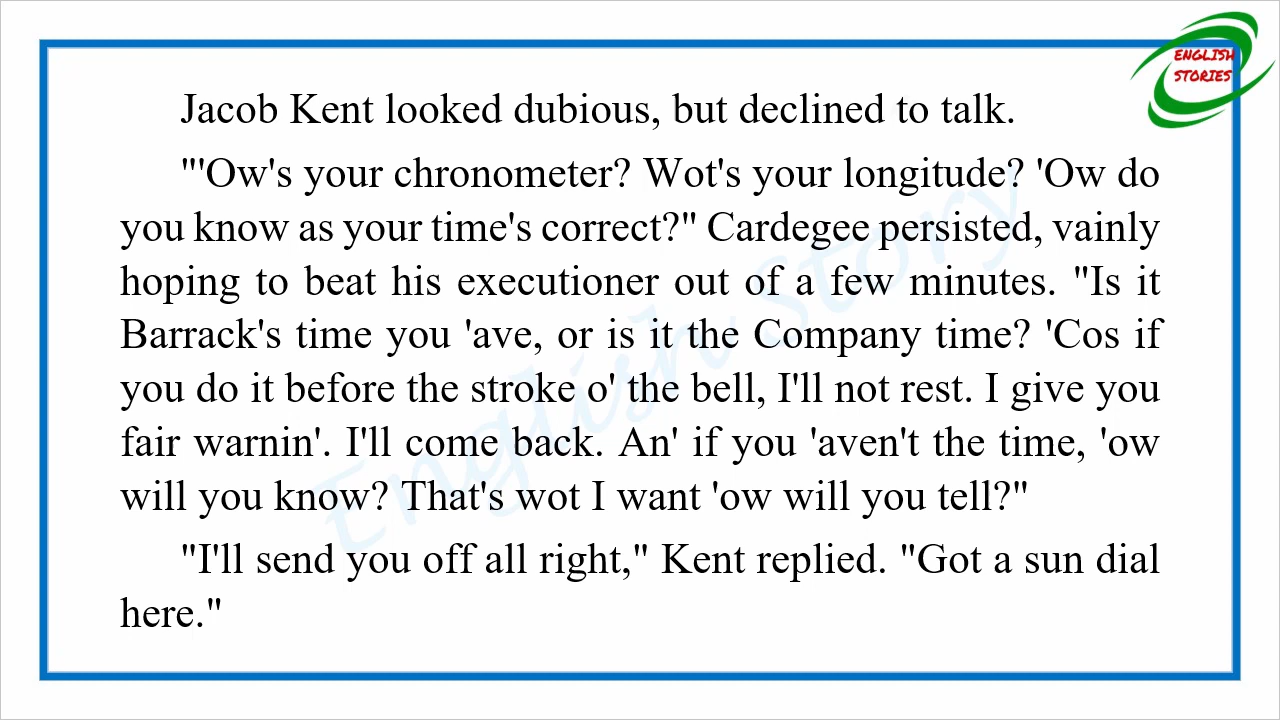 ENGLISH
STORIES
Jacob Kent looked dubious, but declined to talk.
"'Ow's your chronometer? Wot's your longitude? 'Ow do
you know as your time's correct?" Cardegee persisted, vainly
hoping to beat his executioner out of a few minutes. "Is it
Barrack's time you 'ave, or is it the Company time? 'Cos if
you do it before the stroke o' the bell, I'll not rest. I give you
fair warnin'. I'll come back. An' if you 'aven't the time, 'ow
will you know? That's wot I want 'ow will you tell?"
"I'll send you off all right," Kent replied. "Got a sun dial
here."
English Story